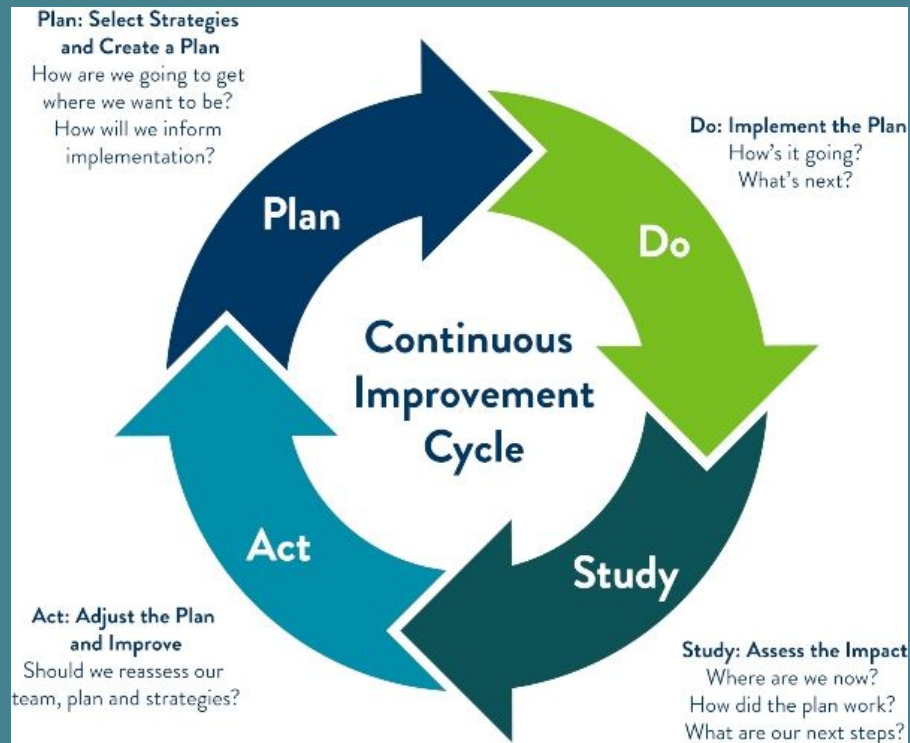 Plan: Select Strategies
and Create a Plan
How are we going to get
where we want to be?
How will we inform
implementation?
Plan
Do: Implement the Plan
How's it going?
What's next?
Do
Continuous
Improvement
Cycle
Study
Study: Assess the Impact
Where are we now?
How did the plan work?
What are our next steps?
Act
Act: Adjust the Plan
and Improve
Should we reassess our
team, plan and strategies?